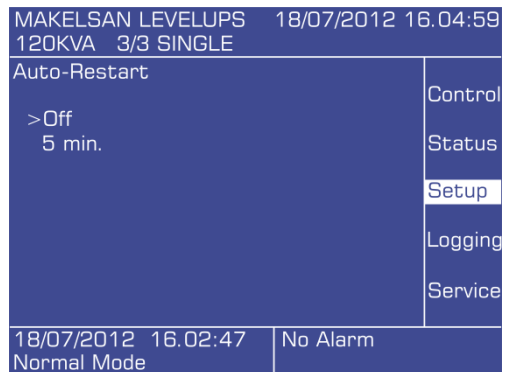 MAKELSAN LEVELUPS 18/07/2012 16.04:59
120KVA 3/3 SINGLE
Auto-Restart
>Off
5 min.
Control
Status
Setup
Logging
Service
18/07/2012 16.02:47
Normal Mode
No Alarm